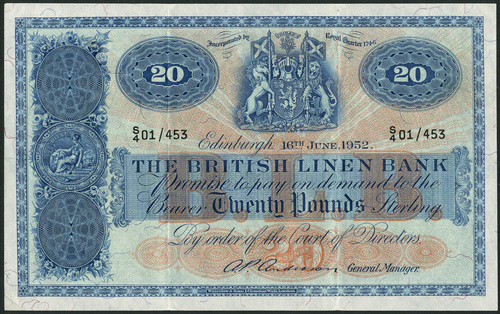 Incorporated by Royal Charter 1746
20 20
S/4 01/453 S/4 01/453
Edinburgh, 16TH JUNE, 1952.
THE BRITISH LINEN BANK
Promise to pay on demand to the
Bearer Twenty Pounds Sterling
By order of the Court of Directors.
General Manager.